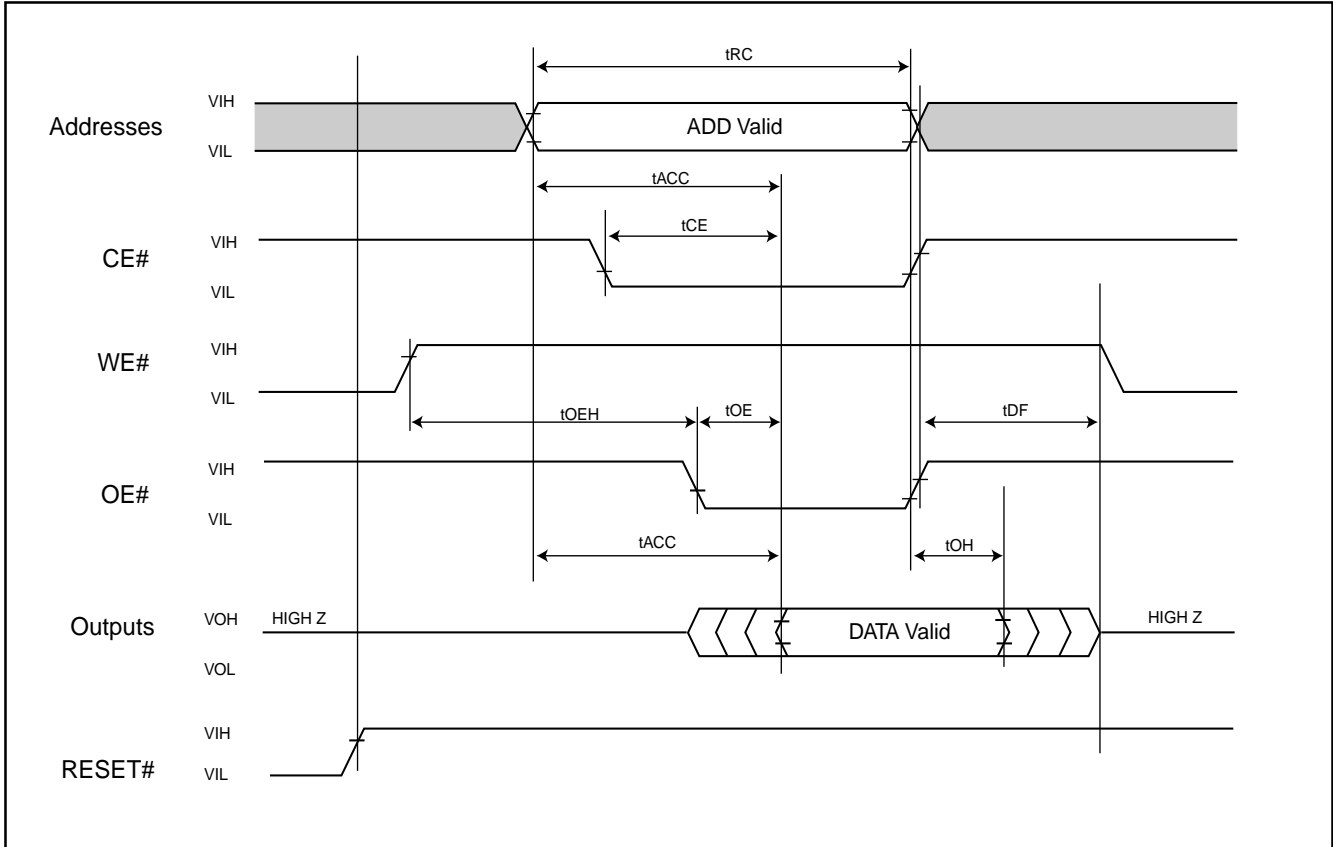 tRC
VIH
Addresses
ADD Valid
VIL
tACC
tCE
VIH
CE#
VIL
VIH
WE#
VIL
tOEH
tOE
tDF
VIH
OE#
VIL
tACC
tOH
VOH
HIGH Z
HIGH Z
Outputs
DATA Valid
VOL
VIH
RESET#
VIL